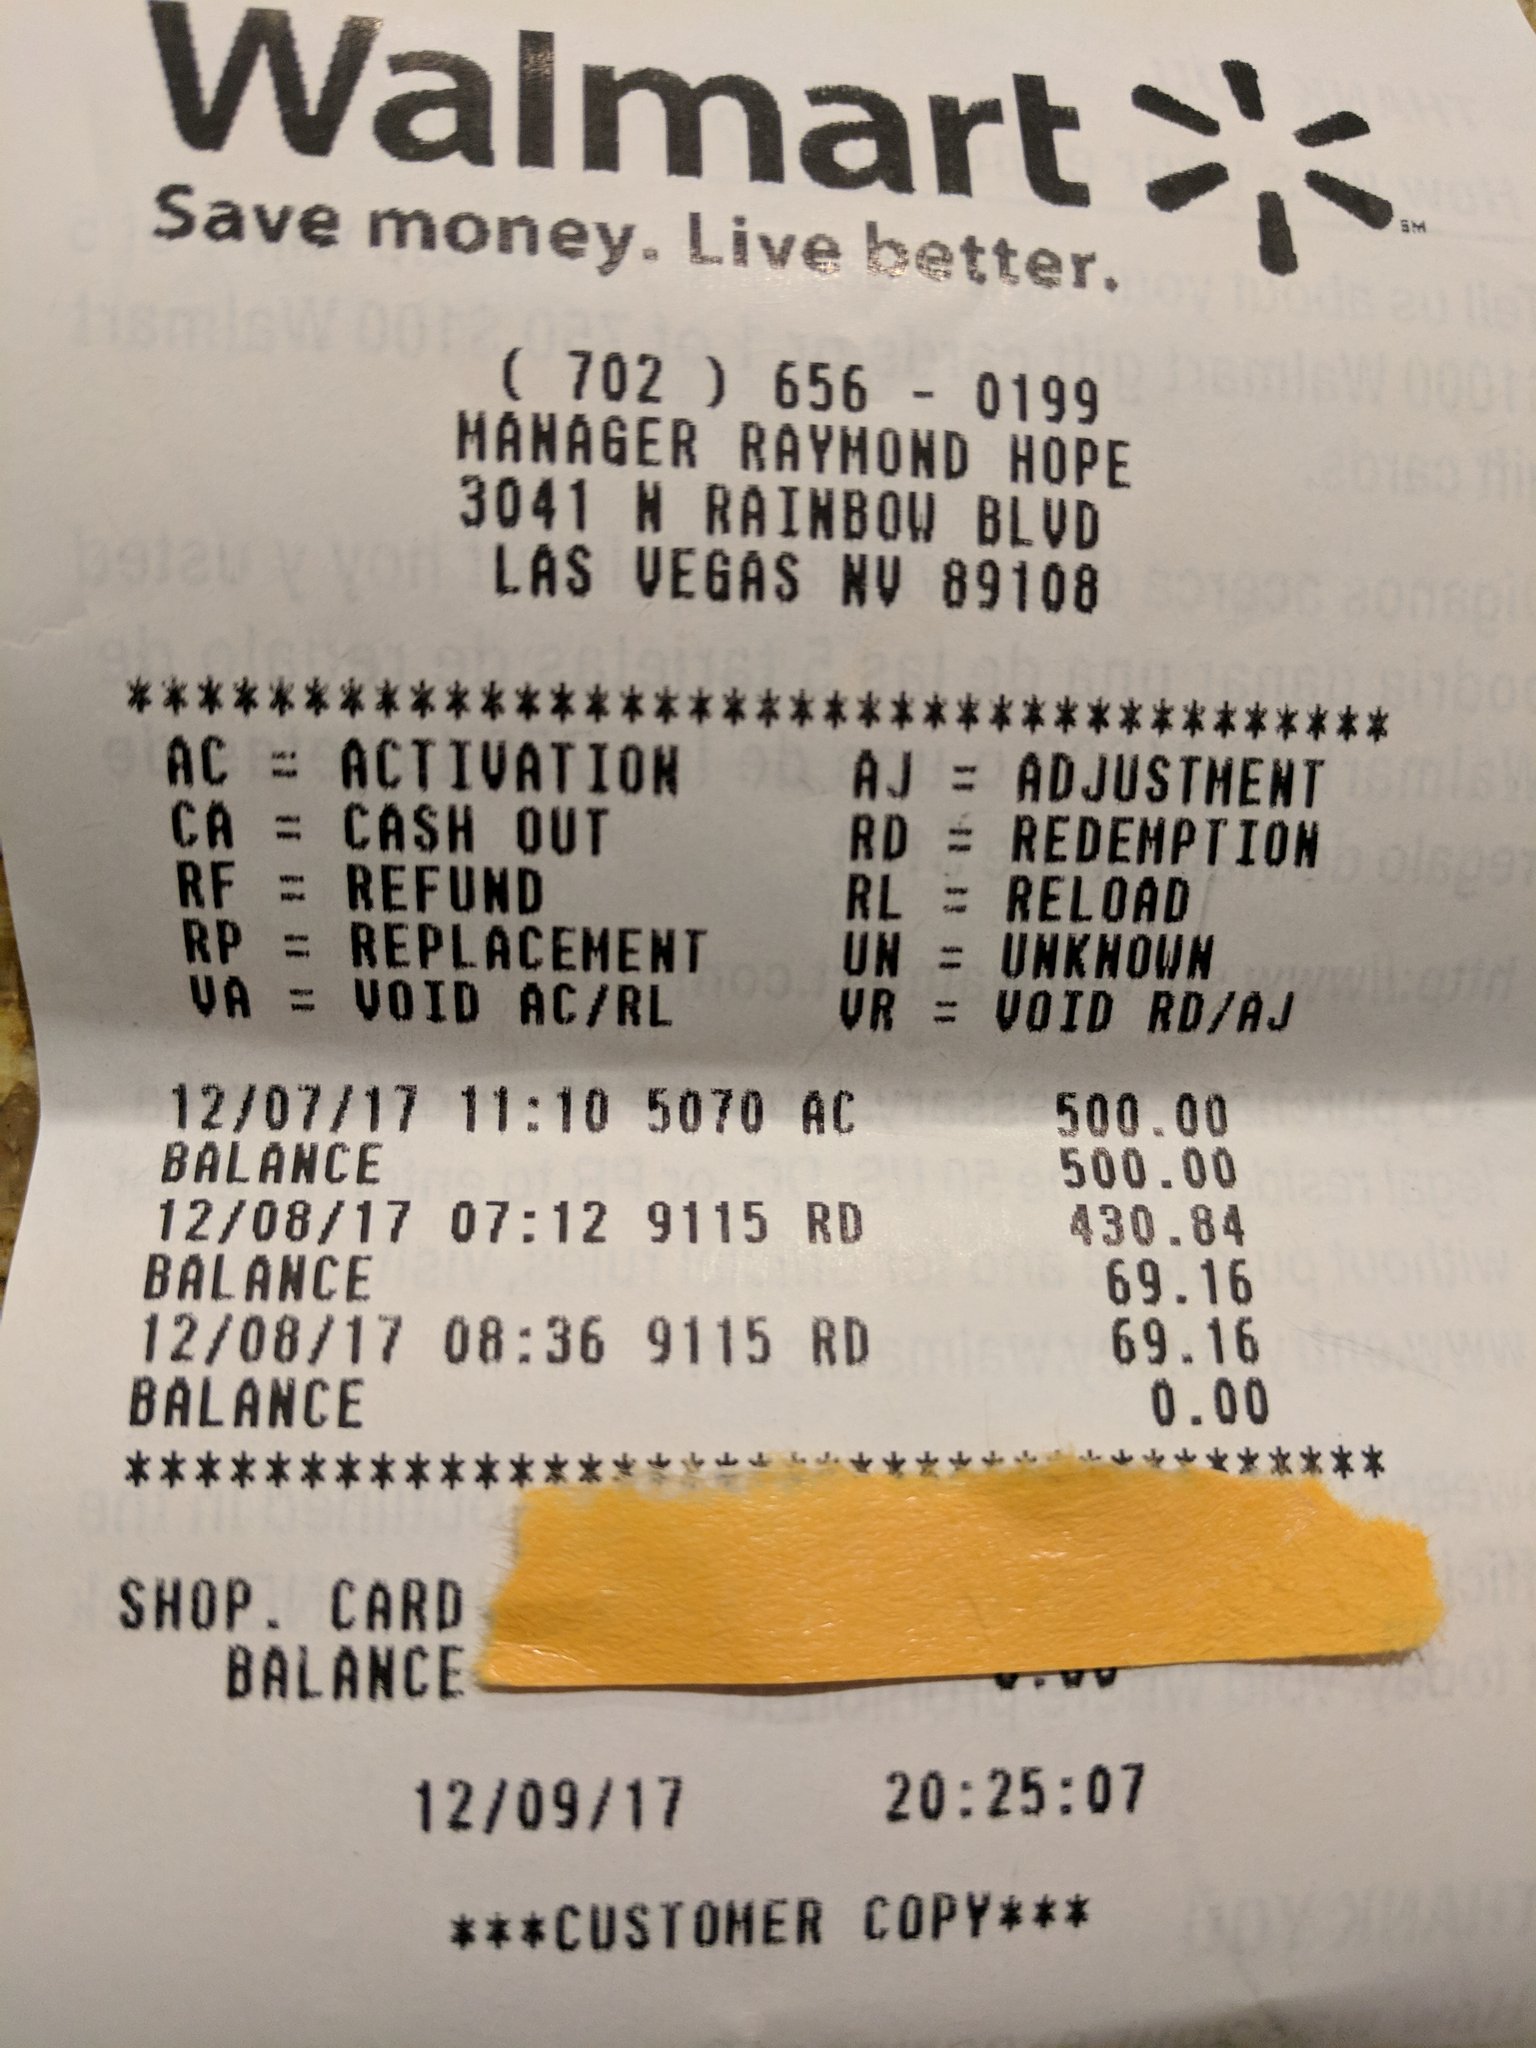 Walmart
SM
Save money. Live better.
( 702 ) 656 - 0199
MANAGER RAYMOND HOPE
3041 N RAINBOW BLVD
LAS VEGAS NV 89108
************************************
AC = ACTIVATION AJ = ADJUSTMENT
CA = CASH OUT RD = REDEMPTION
RF = REFUND RL = RELOAD
RP = REPLACEMENT UN = UNKNOWN
VA = VOID AC/RL VR = VOID RD/AJ
12/07/17 11:10 5070 AC 500.00
BALANCE 500.00
12/08/17 07:12 9115 RD 430.84
BALANCE 69.16
12/08/17 08:36 9115 RD 69.16
BALANCE 0.00
************************************
SHOP. CARD
BALANCE
12/09/17 20:25:07
***CUSTOMER COPY***